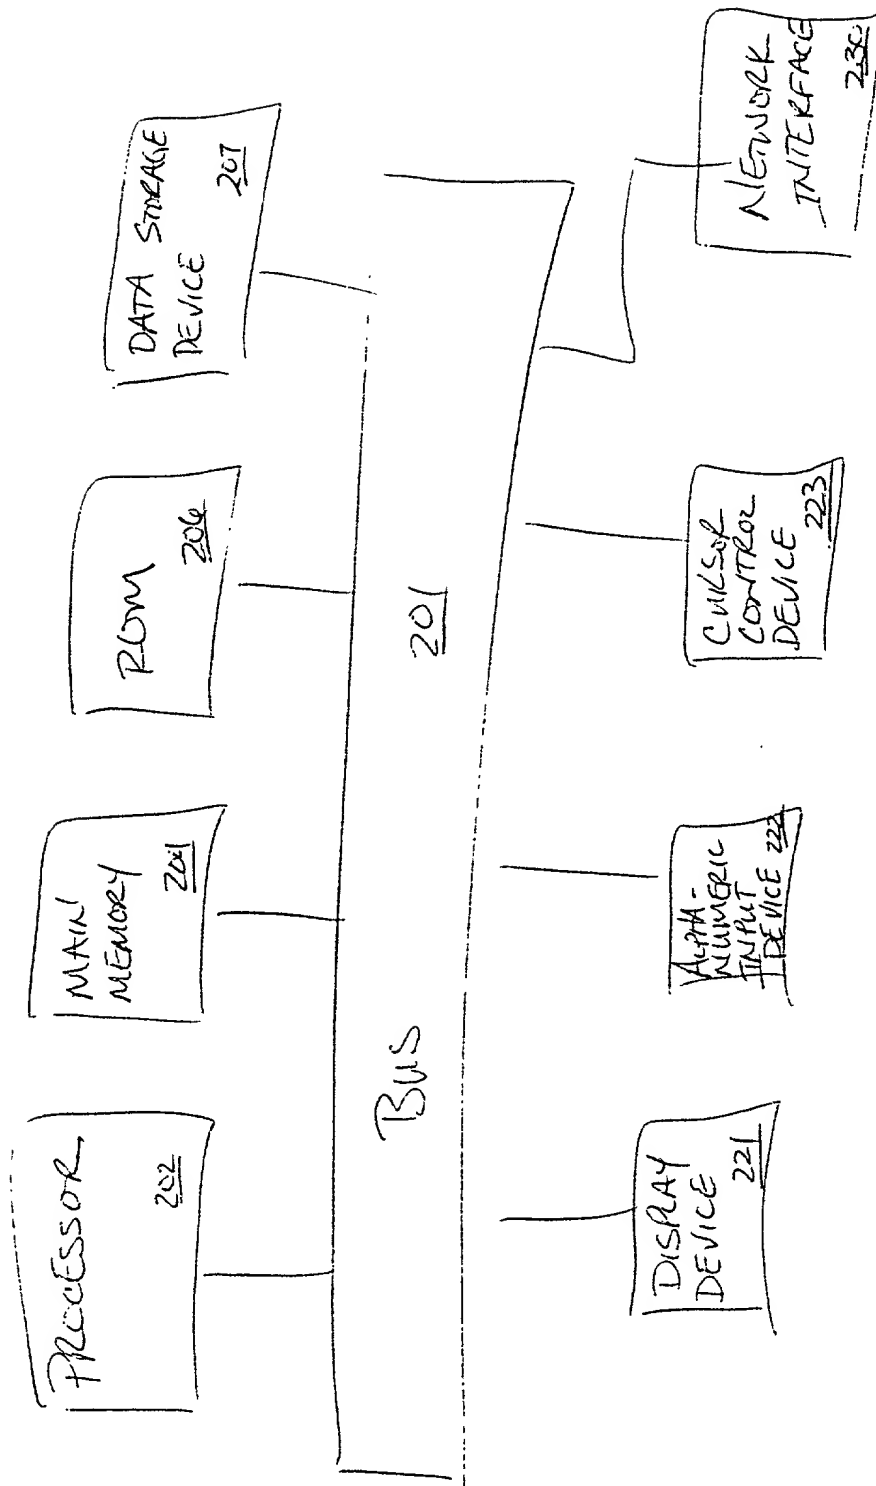 PROCESSOR
202
MAIN
MEMORY
204
ROM
206
DATA STORAGE
DEVICE
207
BUS
201
DISPLAY
DEVICE
221
ALPHA-
NUMERIC
INPUT
DEVICE 222
CURSOR
CONTROL
DEVICE
223
NETWORK
INTERFACE
230